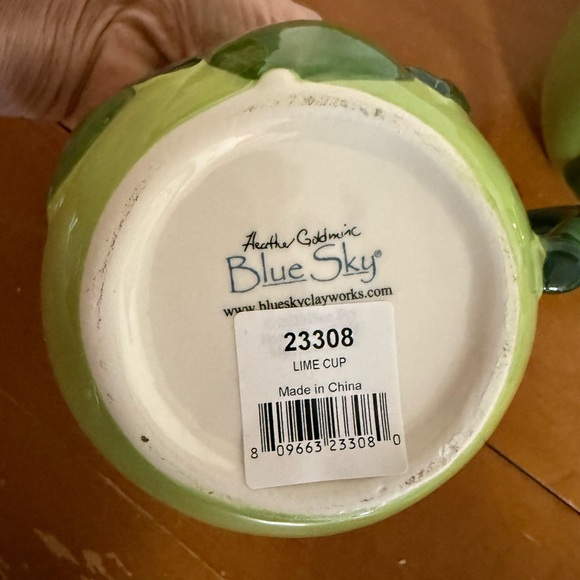 Heather Goldminc
Blue Sky®
www.blueskyclayworks.com
23308
LIME CUP
Made in China
8 09663 23308 0